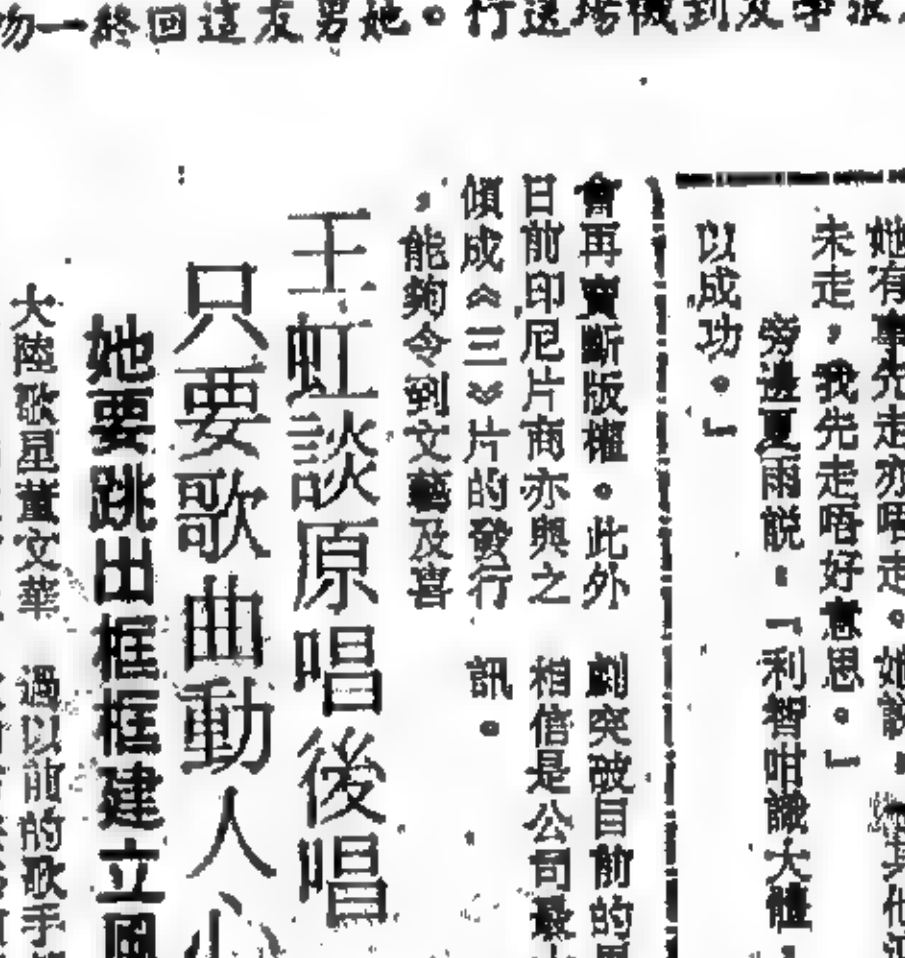 行送場機到友
她男友這回終一
她有事先走亦唔走。她說
未走，我先走唔好意思。」
旁邊夏雨説：「利智咁識大體，
以成功。」
會再賣斷版權。此外
日前印尼片商亦與之
傾成《三》片的發行
，能夠令到文藝及喜
劇突破目前的
相信是公司最
訊。
王虹談原唱後唱
只要歌曲動人心
她要跳出框框建立風
大陸歌星董文華
過以前的歌手